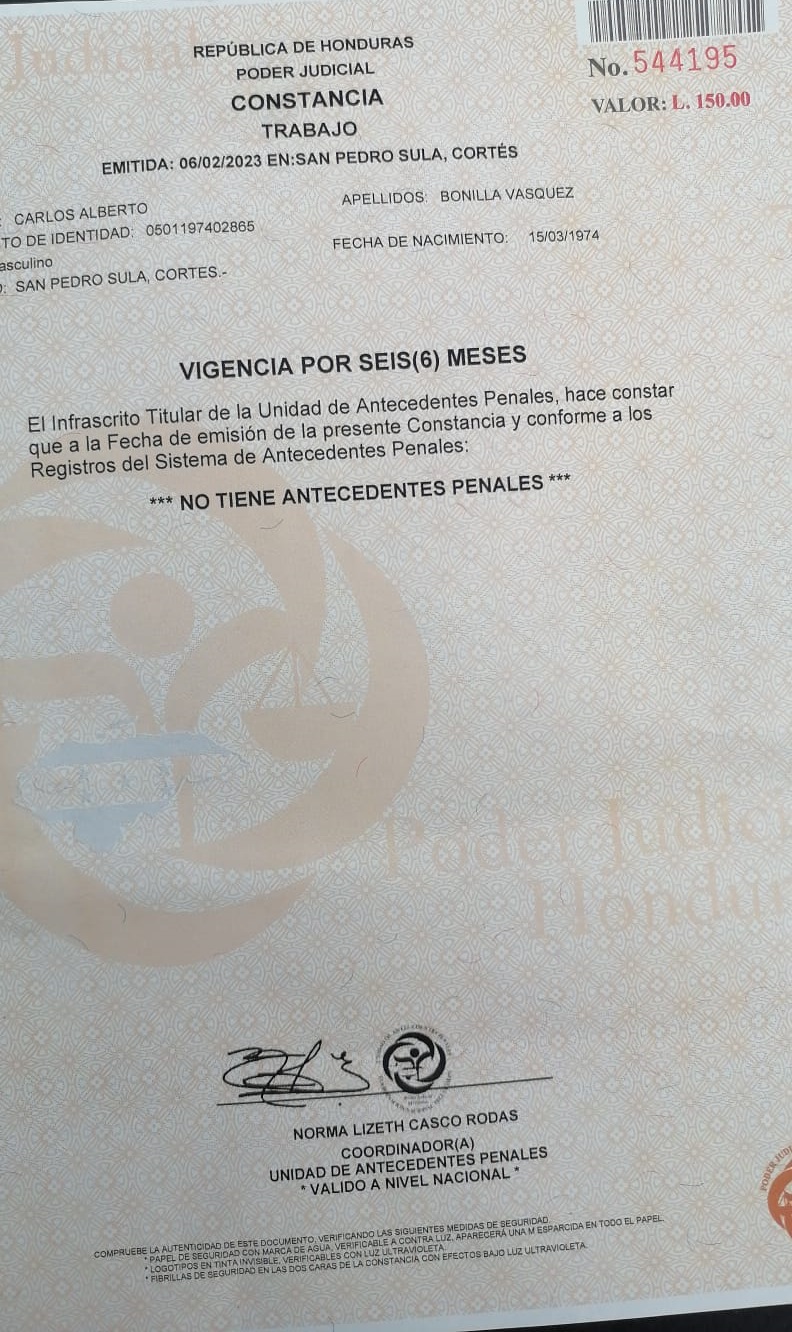 Judicial
REPÚBLICA DE HONDURAS
PODER JUDICIAL
CONSTANCIA
TRABAJO
EMITIDA: 06/02/2023 EN:SAN PEDRO SULA, CORTÉS
No. 544195
VALOR: L. 150.00
: CARLOS ALBERTO
APELLIDOS: BONILLA VASQUEZ
TO DE IDENTIDAD: 0501197402865
FECHA DE NACIMIENTO: 15/03/1974
asculino
: SAN PEDRO SULA, CORTES.-
VIGENCIA POR SEIS(6) MESES
El Infrascrito Titular de la Unidad de Antecedentes Penales, hace constar
que a la Fecha de emisión de la presente Constancia y conforme a los
Registros del Sistema de Antecedentes Penales:
*** NO TIENE ANTECEDENTES PENALES ***
Poder Judic
Hondur
NORMA LIZETH CASCO RODAS
COORDINADOR(A)
UNIDAD DE ANTECEDENTES PENALES
* VALIDO A NIVEL NACIONAL *
PODER JUDI
COMPRUEBE LA AUTENTICIDAD DE ESTE DOCUMENTO, VERIFICANDO LAS SIGUIENTES MEDIDAS DE SEGURIDAD.
* PAPEL DE SEGURIDAD CON MARCA DE AGUA, VERIFICABLE A CONTRA LUZ, APARECERÁ UNA M ESPARCIDA EN TODO EL PAPEL.
* LOGOTIPOS EN TINTA INVISIBLE, VERIFICABLES CON LUZ ULTRAVIOLETA.
* FIBRILLAS DE SEGURIDAD EN LAS DOS CARAS DE LA CONSTANCIA CON EFECTOS BAJO LUZ ULTRAVIOLETA.